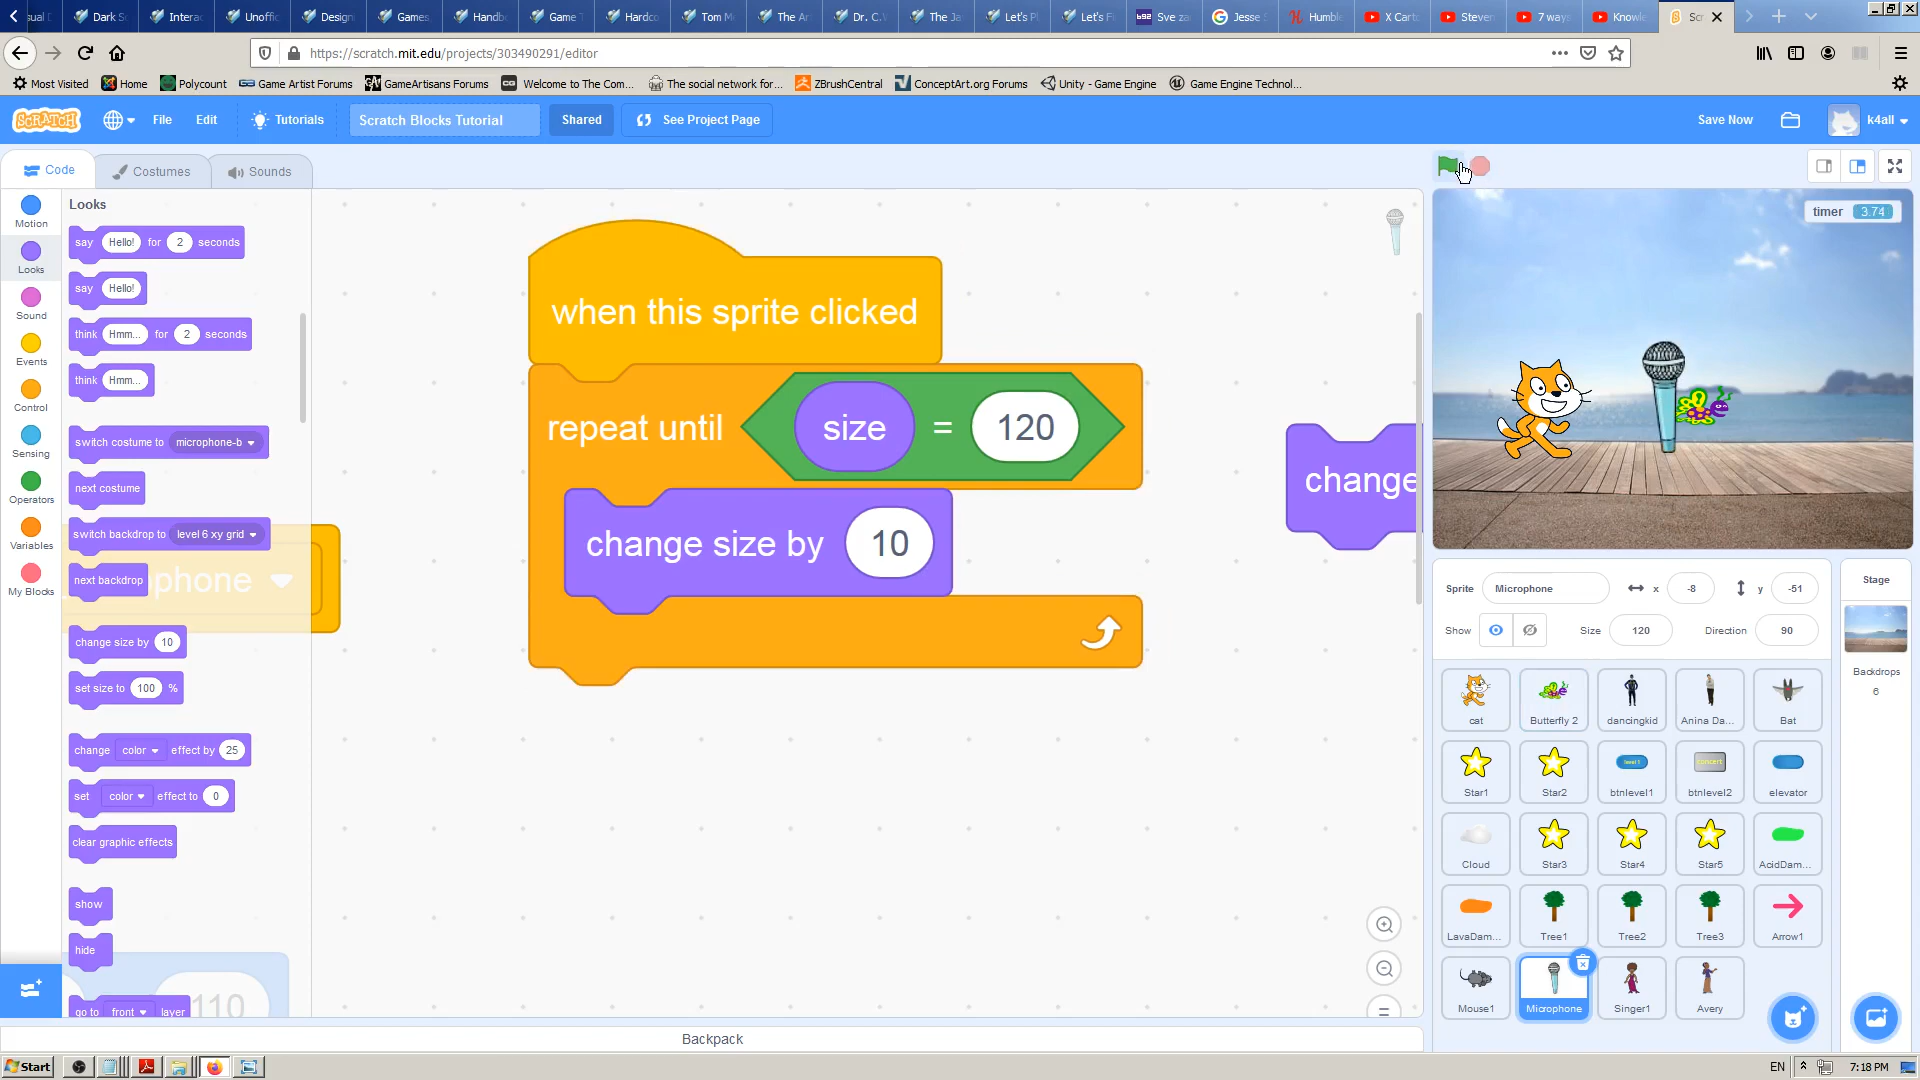 Dark S
Intera
Unoffi
Design
Games
Handb
Game T
Hardco
Tom M
The Ar
Dr. C.
The Ja
Let's P
Let's F
Sve za
Jesse
Humble
X Cart
Steven
7 ways
Knowle
Scr
https://scratch.mit.edu/projects/303490291/editor
Most Visited
Home
Polycount
Game Artist Forums
GameArtisans Forums
Welcome to The Com...
The social network for...
ZBrushCentral
ConceptArt.org Forums
Unity - Game Engine
Game Engine Technol...
SCRATCH
File
Edit
Tutorials
Scratch Blocks Tutorial
Shared
See Project Page
Save Now
k4all
Code
Costumes
Sounds
Motion
Looks
Sound
Events
Control
Sensing
Operators
Variables
My Blocks
Looks
say Hello! for 2 seconds
say Hello!
think Hmm... for 2 seconds
think Hmm...
switch costume to microphone-b
next costume
switch backdrop to level 6 xy grid
next backdrop
phone
change size by 10
set size to 100 %
change color effect by 25
set color effect to 0
clear graphic effects
show
hide
110
go to front layer
when this sprite clicked
repeat until size = 120
change size by 10
change
timer 3.74
Sprite Microphone x -8 y -51
Show Size 120 Direction 90
Stage
Backdrops
6
cat
Butterfly 2
dancingkid
Anina Da...
Bat
Star1
Star2
level 1
btnlevel1
concert
btnlevel2
elevator
Cloud
Star3
Star4
Star5
AcidDam...
LavaDam...
Tree1
Tree2
Tree3
Arrow1
Mouse1
Microphone
Singer1
Avery
Backpack
Start
EN
7:18 PM